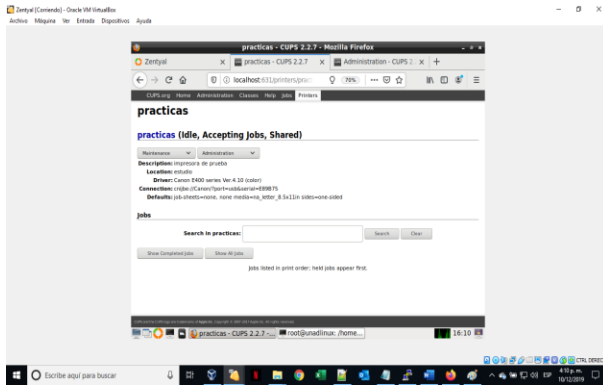 Zentyal [Corriendo] - Oracle VM VirtualBox
Archivo Máquina Ver Entrada Dispositivos Ayuda
practicas - CUPS 2.2.7 - Mozilla Firefox
Zentyal practicas - CUPS 2.2.7 Administration - CUPS 2.
localhost:631/printers/prac 70%
CUPS.org Home Administration Classes Help Jobs Printers
practicas
practicas (Idle, Accepting Jobs, Shared)
Maintenance Administration
Description: impresora de prueba
Location: estudio
Driver: Canon E400 series Ver.4.10 (color)
Connection: cnijbe://Canon/?port=usb&serial=E89B75
Defaults: job-sheets=none, none media=na_letter_8.5x11in sides=one-sided
Jobs
Search in practicas: Search Clear
Show Completed Jobs Show All Jobs
Jobs listed in print order; held jobs appear first.
practicas - CUPS 2.2.7 -... root@unadlinux: /home... 16:10
CTRL DEREC
Escribe aquí para buscar ESP 4:10 p. m.
10/12/2019